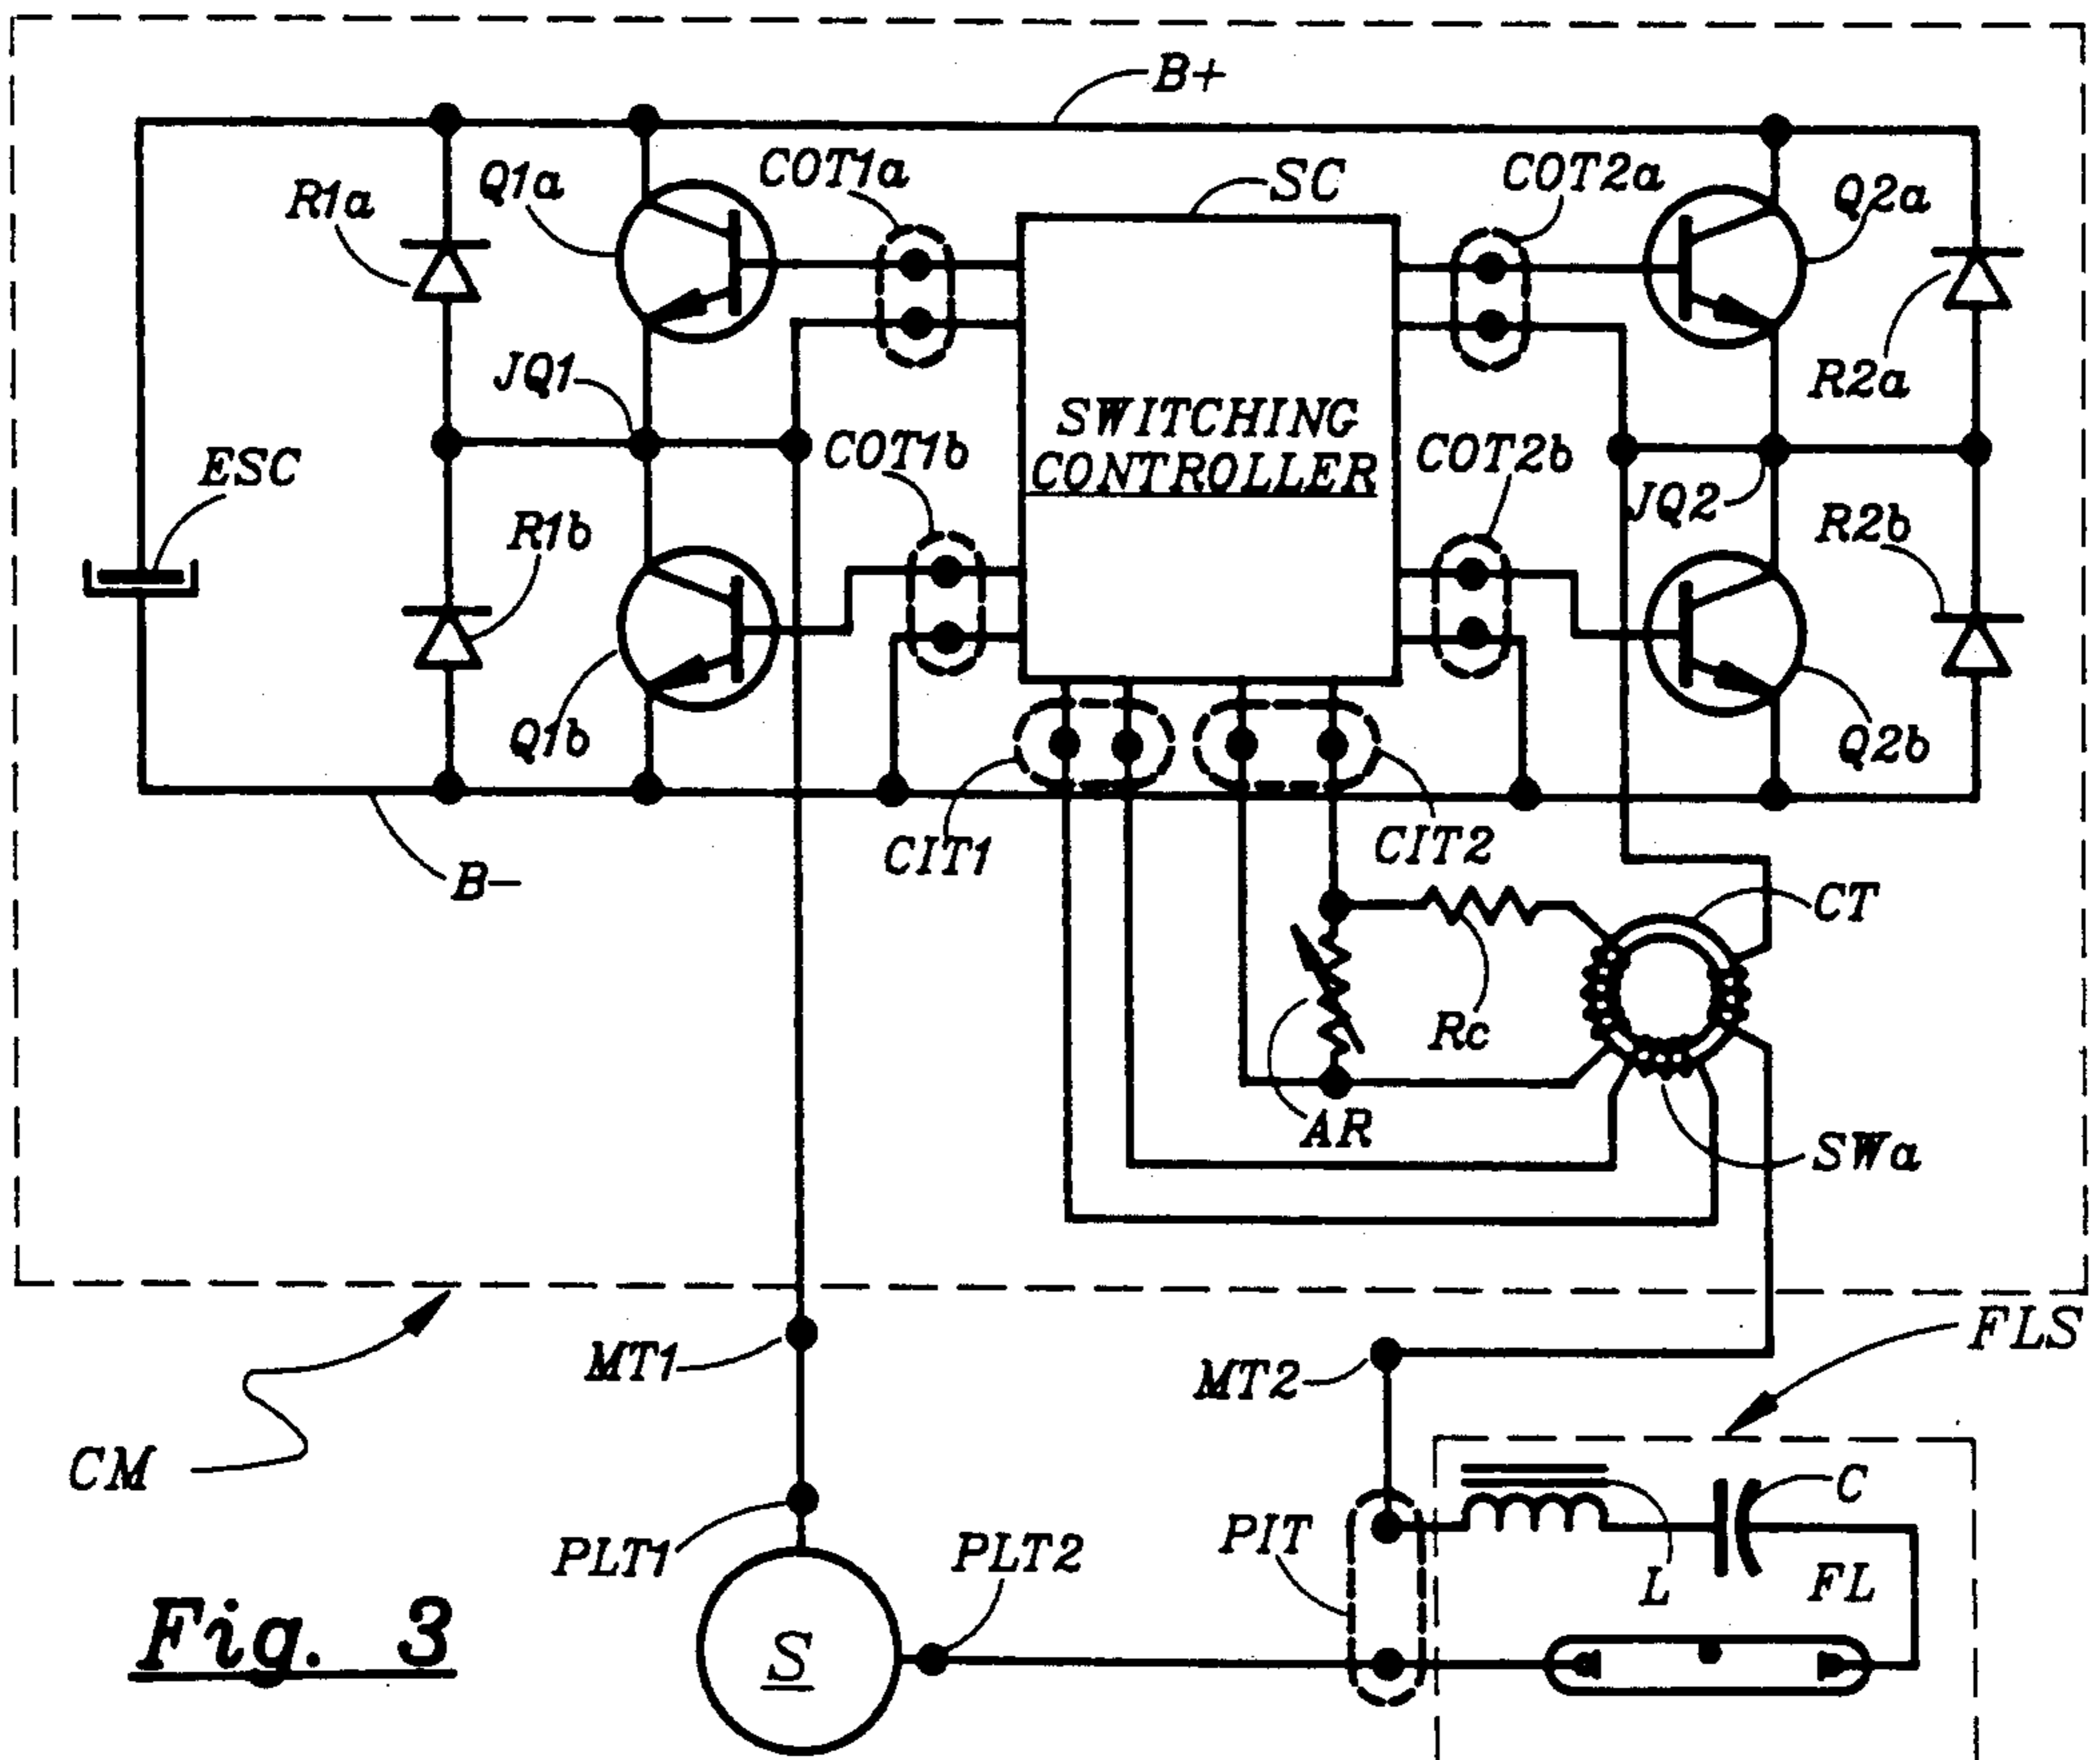 B+
COT1a
SC
COT2a
Q1a
Q2a
R1a
JQ1
R2a
SWITCHING
CONTROLLER
COT1b
COT2b
ESC
JQ2
R1b
R2b
Q1b
Q2b
CIT1
CIT2
B-
CT
Rc
AR
SWa
FLS
MT1
MT2
CM
C
PIT
PLT1
PLT2
L
FL
Fig. 3
S